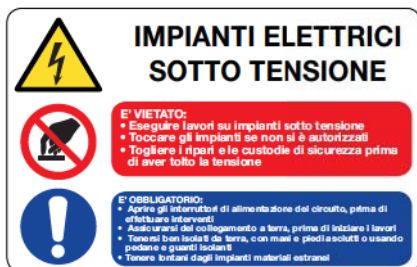 IMPIANTI ELETTRICI
SOTTO TENSIONE
E' VIETATO:
• Eseguire lavori su impianti sotto tensione
• Toccare gli impianti se non si è autorizzati
• Togliere i ripari e le custodie di sicurezza prima
di aver tolto la tensione
E' OBBLIGATORIO:
• Aprire gli interruttori di alimentazione del circuito, prima di
effettuare interventi
• Assicurarsi del collegamento a terra, prima di iniziare i lavori
• Tenersi ben isolati da terra, con mani e piedi asciutti o usando
pedane e guanti isolanti
• Tenere lontani dagli impianti materiali estranei